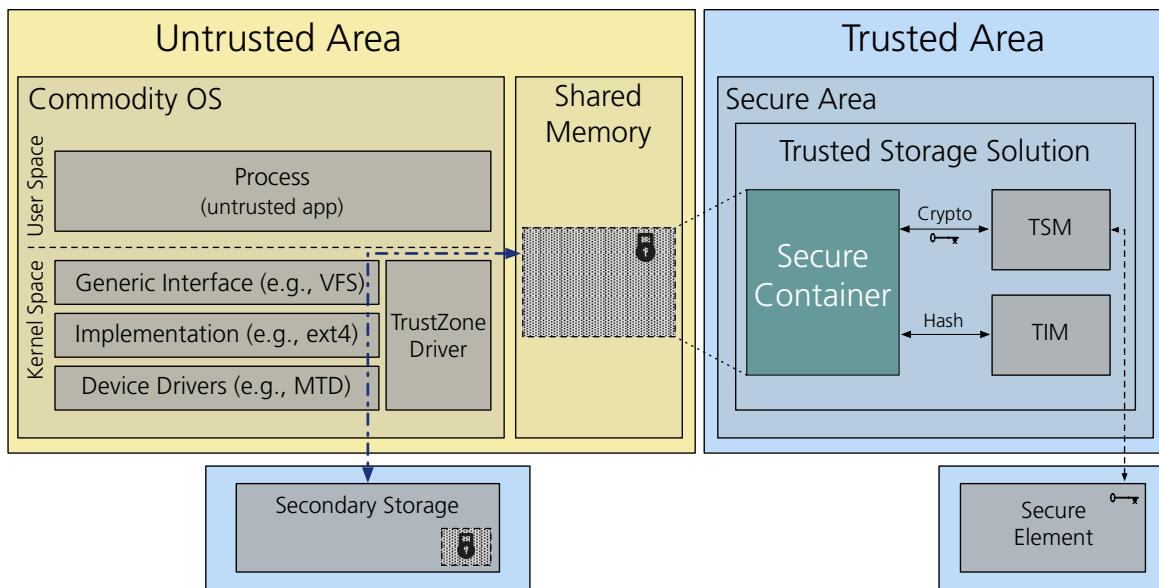 Untrusted Area
Commodity OS
User Space
Process
(untrusted app)
Kernel Space
Generic Interface (e.g., VFS)
Implementation (e.g., ext4)
Device Drivers (e.g., MTD)
TrustZone
Driver
Shared
Memory
Trusted Area
Secure Area
Trusted Storage Solution
Secure
Container
Crypto
TSM
Hash
TIM
Secondary Storage
Secure
Element